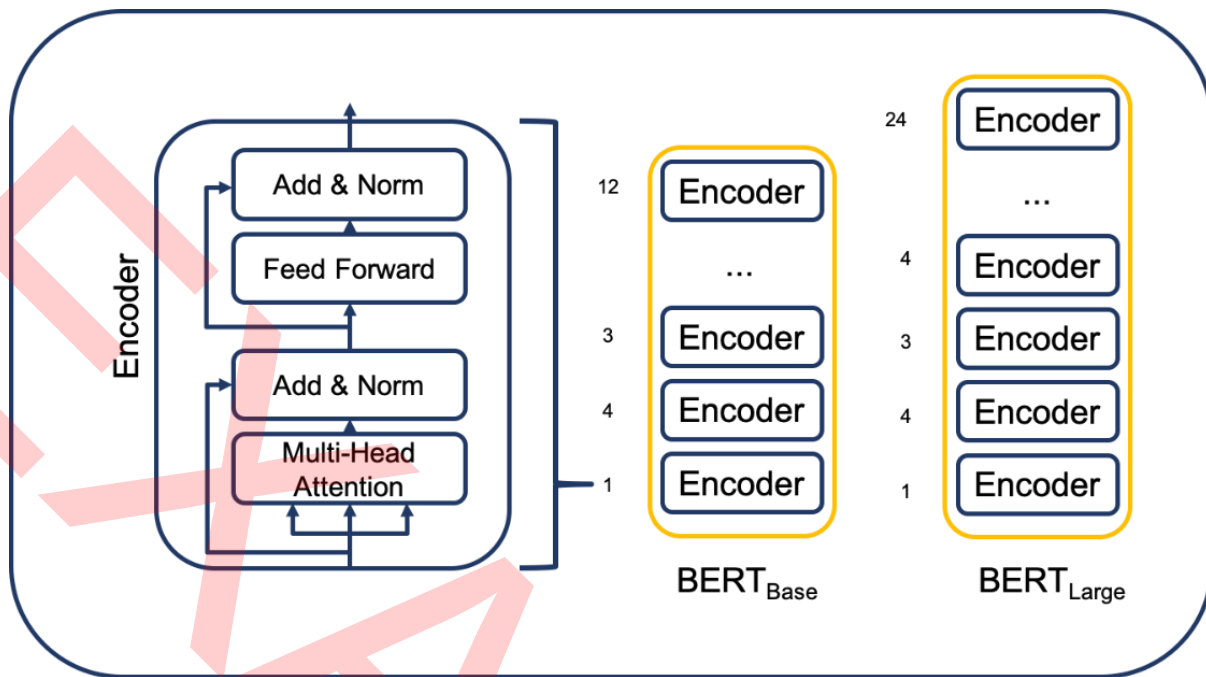 Encoder
Add & Norm
Feed Forward
Add & Norm
Multi-Head
Attention
12
Encoder
...
3
Encoder
4
Encoder
1
Encoder
BERTBase
24
Encoder
...
4
Encoder
3
Encoder
4
Encoder
1
Encoder
BERTLarge